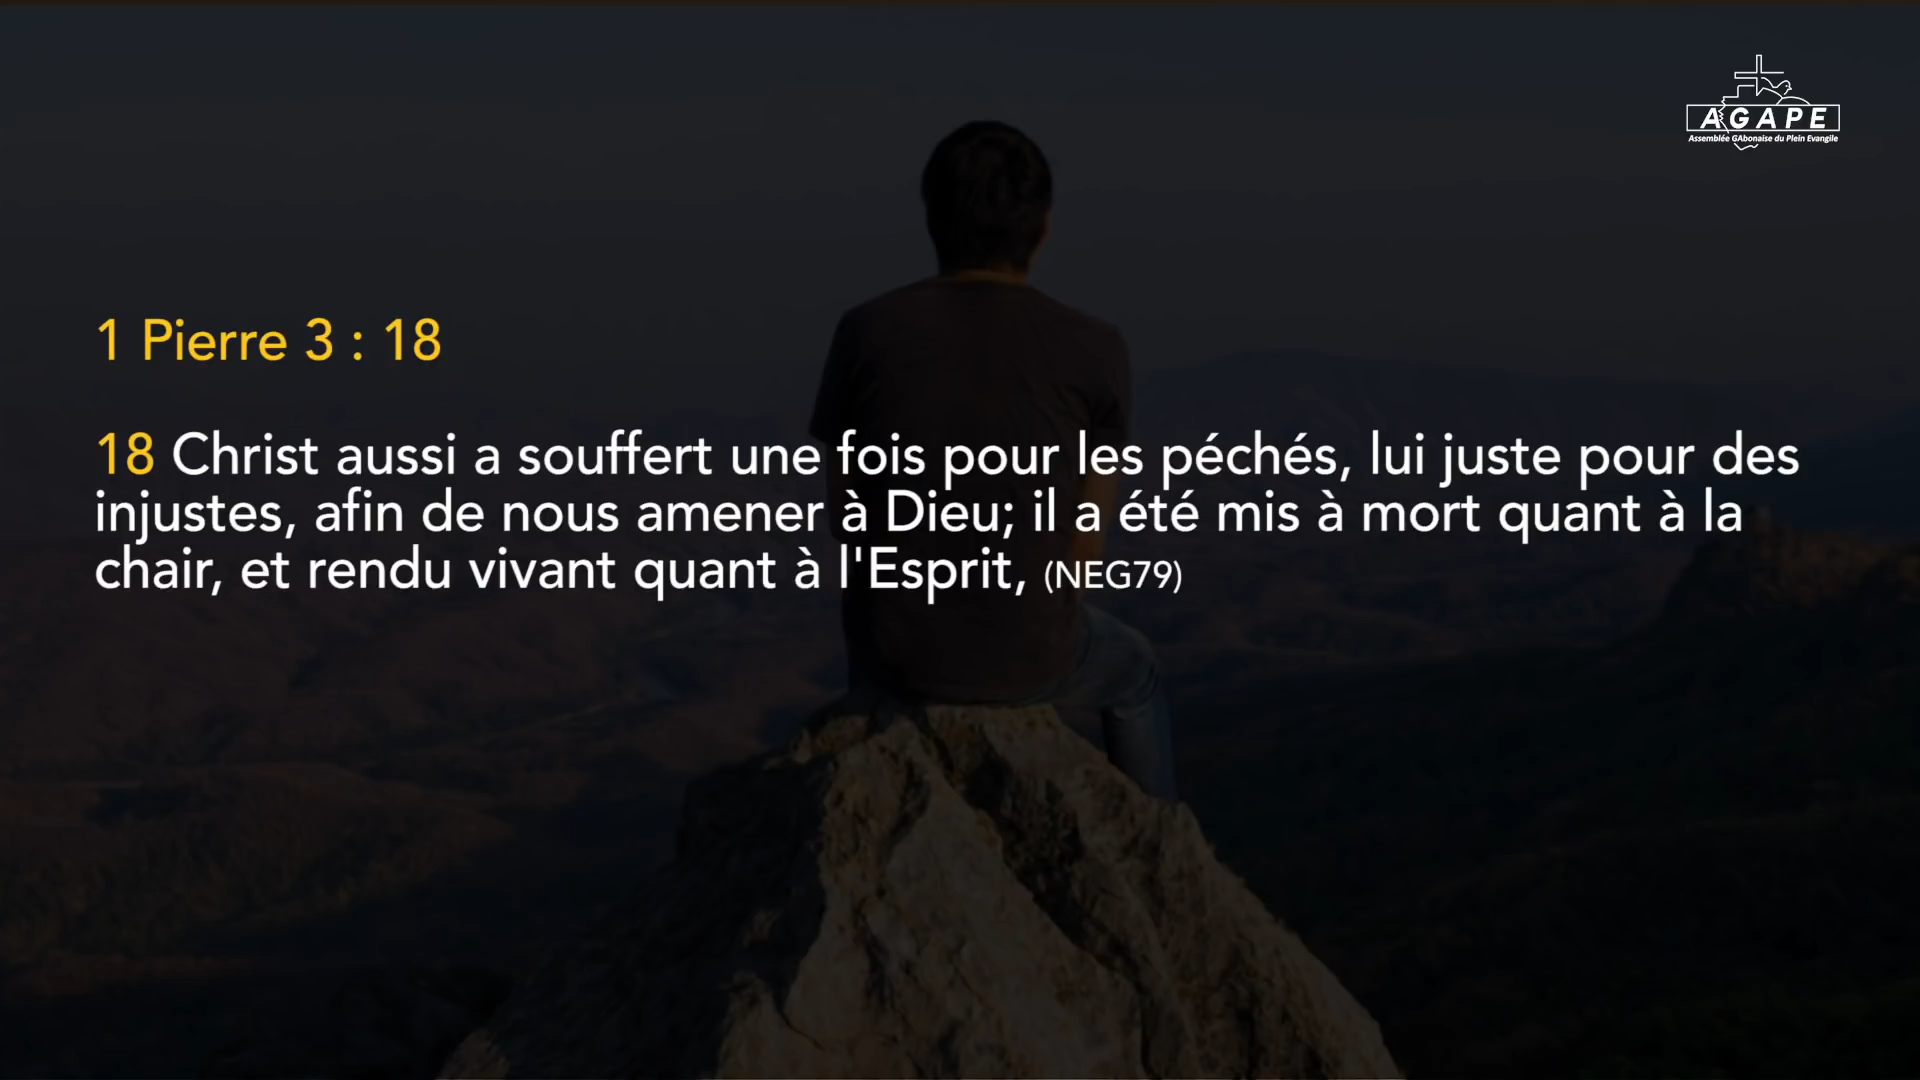 AGAPE
Assemblée GAbonaise du Plein Evangile
1 Pierre 3 : 18
18 Christ aussi a souffert une fois pour les péchés, lui juste pour des
injustes, afin de nous amener à Dieu; il a été mis à mort quant à la
chair, et rendu vivant quant à l'Esprit, (NEG79)